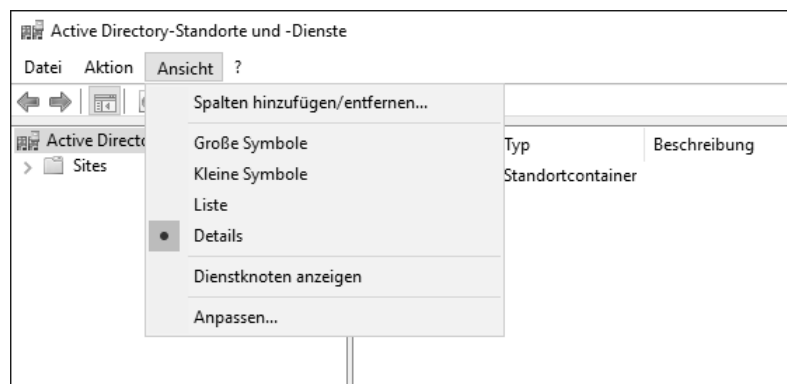 Active Directory-Standorte und -Dienste
Datei Aktion Ansicht ?
Spalten hinzufügen/entfernen...
Active Directo
Sites
Große Symbole
Kleine Symbole
Liste
Details
Dienstknoten anzeigen
Anpassen...
Typ Beschreibung
Standortcontainer